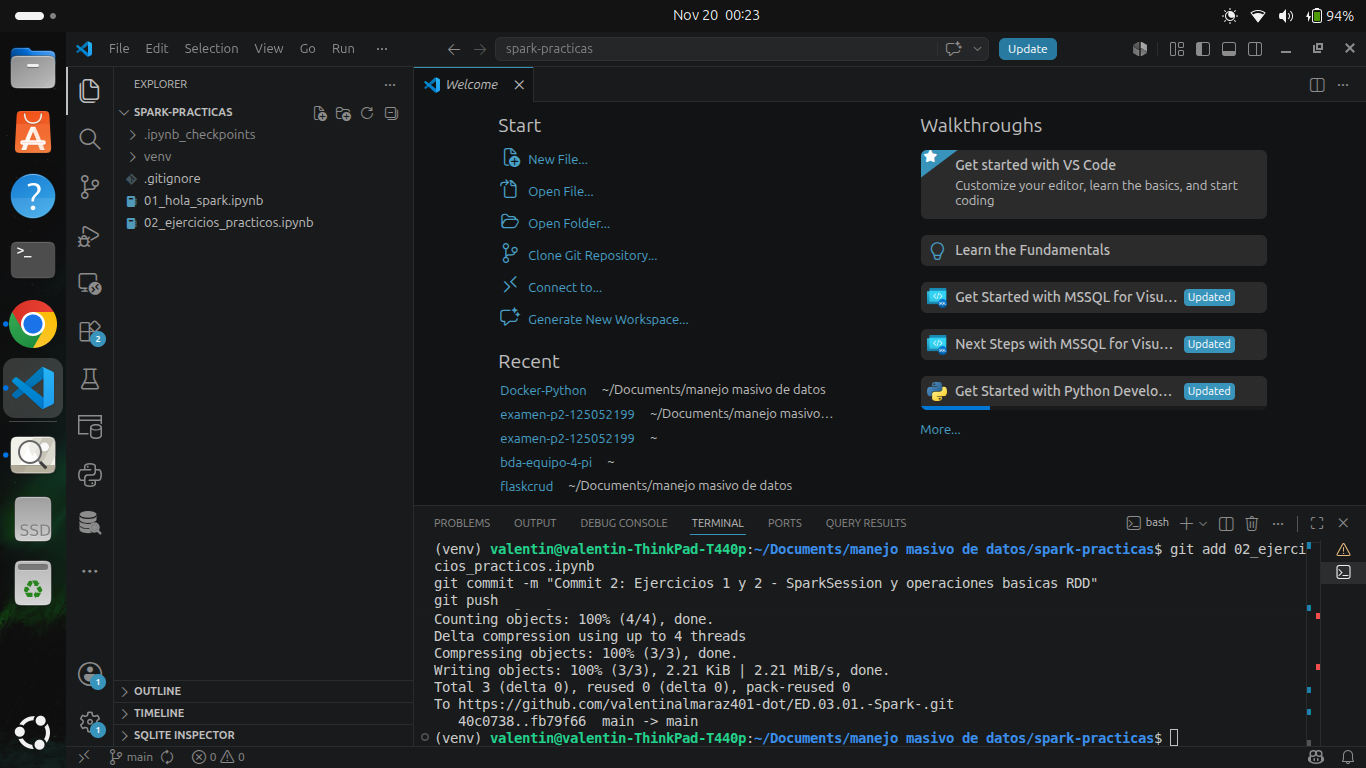 Nov 20 00:23
94%
File Edit Selection View Go Run ···
spark-practicas
Update
EXPLORER
SPARK-PRACTICAS
.ipynb_checkpoints
venv
.gitignore
01_hola_spark.ipynb
02_ejercicios_practicos.ipynb
OUTLINE
TIMELINE
SQLITE INSPECTOR
Welcome
Start
New File...
Open File...
Open Folder...
Clone Git Repository...
Connect to...
Generate New Workspace...
Recent
Docker-Python ~/Documents/manejo masivo de datos
examen-p2-125052199 ~/Documents/manejo masivo...
examen-p2-125052199 ~
bda-equipo-4-pi ~
flaskcrud ~/Documents/manejo masivo de datos
Walkthroughs
Get started with VS Code
Customize your editor, learn the basics, and start
coding
Learn the Fundamentals
Get Started with MSSQL for Visu... Updated
Next Steps with MSSQL for Visu... Updated
Get Started with Python Develo... Updated
More...
PROBLEMS OUTPUT DEBUG CONSOLE TERMINAL PORTS QUERY RESULTS
bash
(venv) valentin@valentin-ThinkPad-T440p:~/Documents/manejo masivo de datos/spark-practicas$ git add 02_ejerci
cios_practicos.ipynb
git commit -m "Commit 2: Ejercicios 1 y 2 - SparkSession y operaciones basicas RDD"
git push
Counting objects: 100% (4/4), done.
Delta compression using up to 4 threads
Compressing objects: 100% (3/3), done.
Writing objects: 100% (3/3), 2.21 KiB | 2.21 MiB/s, done.
Total 3 (delta 0), reused 0 (delta 0), pack-reused 0
To https://github.com/valentinalmaraz401-dot/ED.03.01.-Spark-.git
40c0738..fb79f66 main -> main
(venv) valentin@valentin-ThinkPad-T440p:~/Documents/manejo masivo de datos/spark-practicas$
2
1
1
SSD
main
0 0